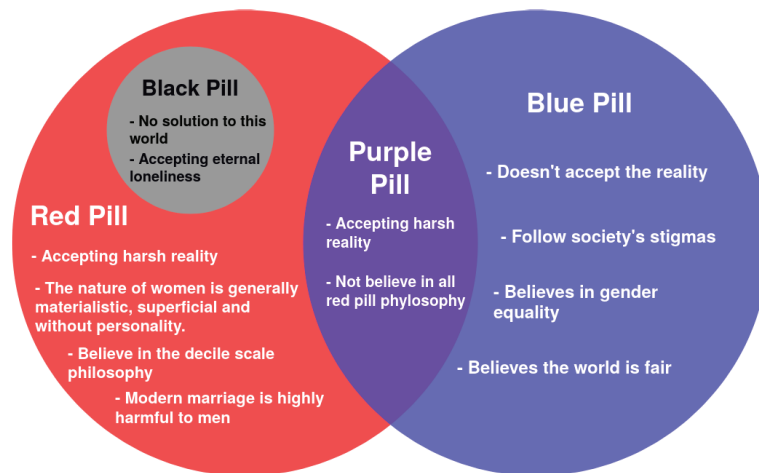 Black Pill
- No solution to this
world
- Accepting eternal
loneliness
Red Pill
- Accepting harsh reality
- The nature of women is generally
materialistic, superficial and
without personality.
- Believe in the decile scale
philosophy
- Modern marriage is highly
harmful to men
Purple
Pill
- Accepting harsh
reality
- Not believe in all
red pill phylosophy
Blue Pill
- Doesn't accept the reality
- Follow society's stigmas
- Believes in gender
equality
- Believes the world is fair